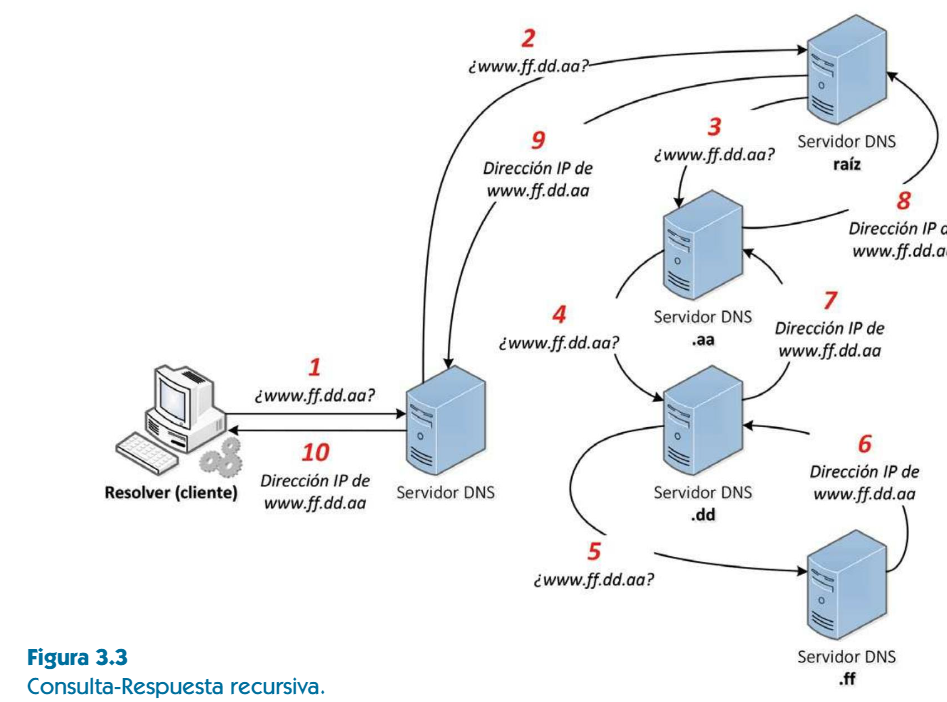 2
¿www.ff.dd.aa?
Servidor DNS
raíz
9
Dirección IP de
www.ff.dd.aa
3
¿www.ff.dd.aa?
8
Dirección IP d
www.ff.dd.a
Servidor DNS
.aa
4
¿www.ff.dd.aa?
7
Dirección IP de
www.ff.dd.aa
1
¿www.ff.dd.aa?
10
Dirección IP de
www.ff.dd.aa
Resolver (cliente)
Servidor DNS
Servidor DNS
.dd
6
Dirección IP de
www.ff.dd.aa
5
¿www.ff.dd.aa?
Servidor DNS
.ff
Figura 3.3
Consulta-Respuesta recursiva.